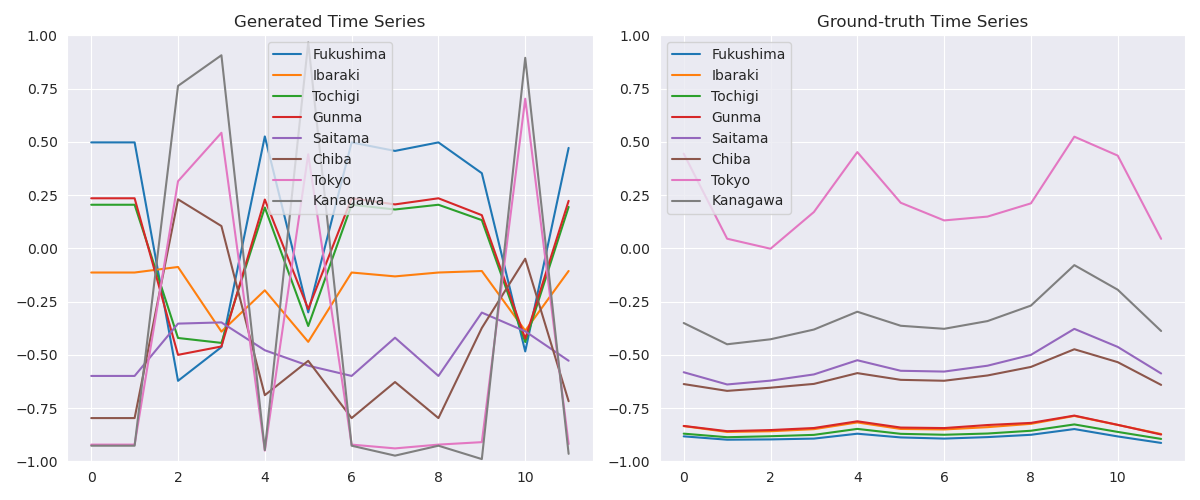 Generated Time Series
1.00
0.75
0.50
0.25
0.00
−0.25
−0.50
−0.75
−1.00
0 2 4 6 8 10
Fukushima
Ibaraki
Tochigi
Gunma
Saitama
Chiba
Tokyo
Kanagawa
Ground-truth Time Series
1.00
0.75
0.50
0.25
0.00
−0.25
−0.50
−0.75
−1.00
0 2 4 6 8 10
Fukushima
Ibaraki
Tochigi
Gunma
Saitama
Chiba
Tokyo
Kanagawa